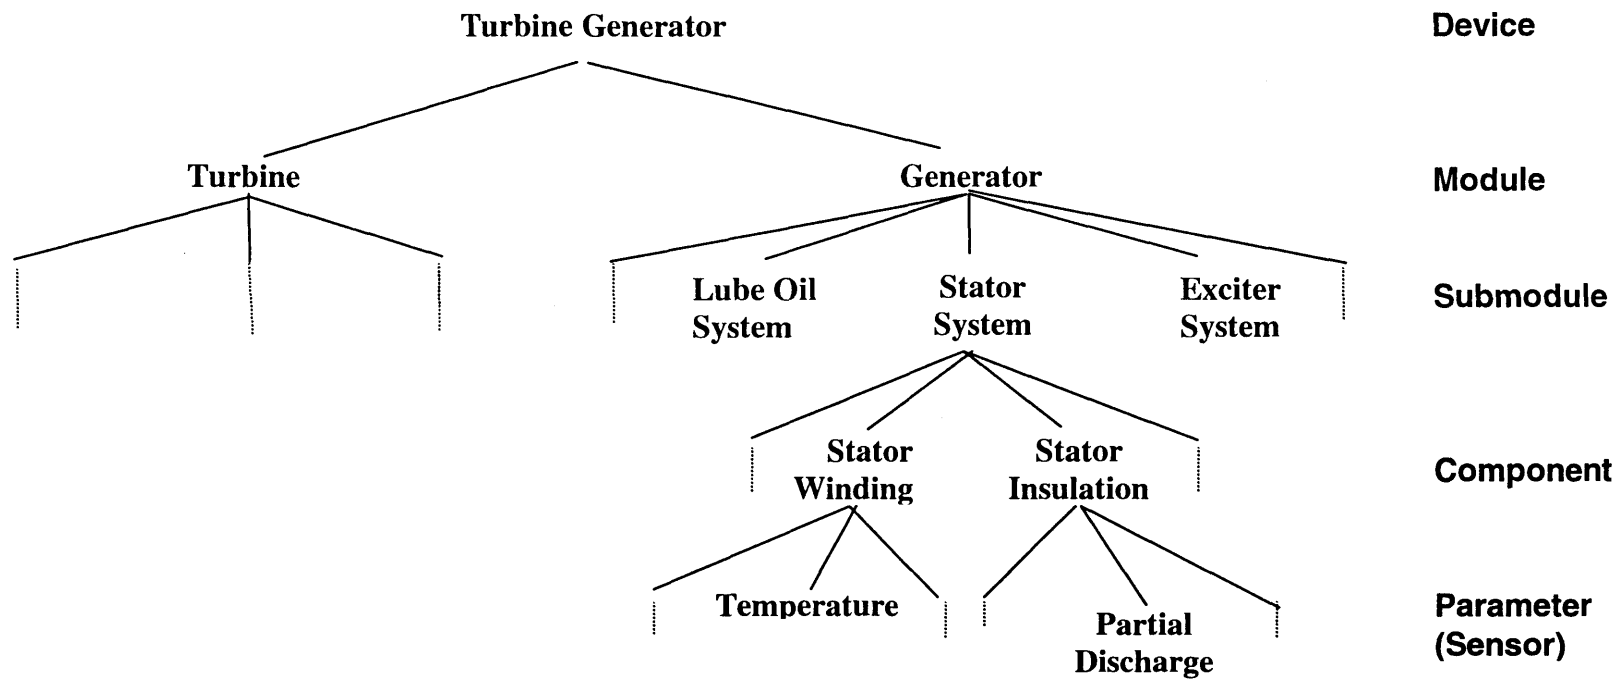 Turbine Generator
Device
Turbine
Generator
Module
Lube Oil
System
Stator
System
Exciter
System
Submodule
Stator
Winding
Stator
Insulation
Component
Temperature
Partial
Discharge
Parameter
(Sensor)